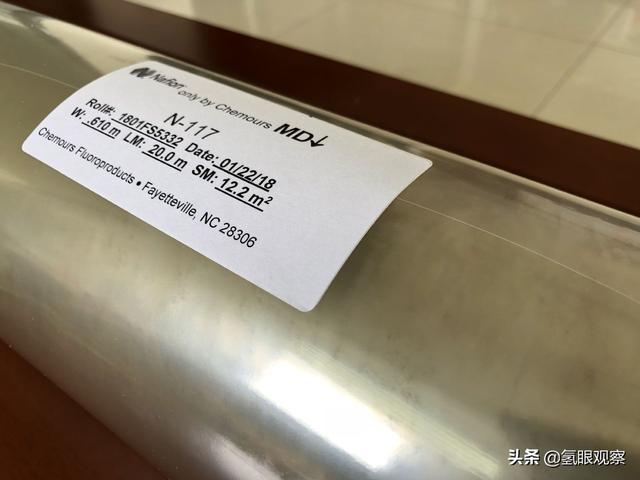 Nafion™ only by Chemours MD↓
N-117
Roll#: 1801FS5332 Date: 01/22/18
W: .610 m LM: 20.0 m SM: 12.2 m²
Chemours Fluoroproducts • Fayetteville, NC 28306
头条 @氢眼观察